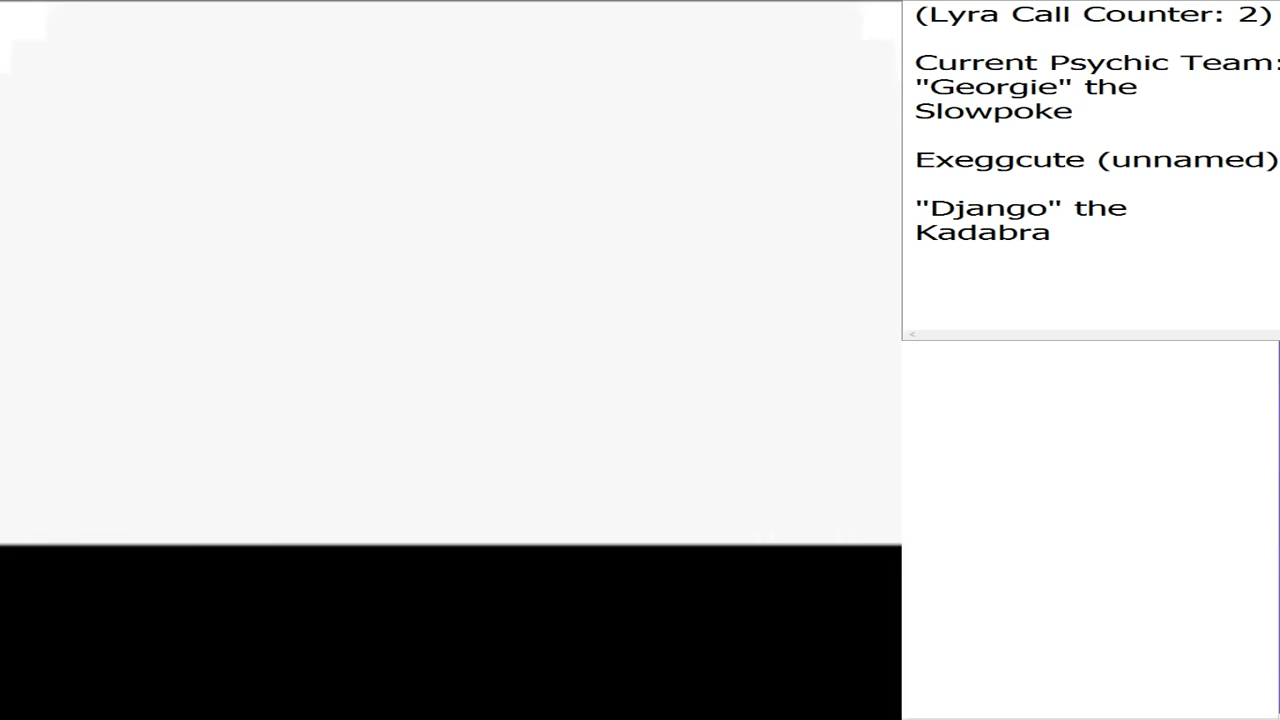 (Lyra Call Counter: 2)
Current Psychic Team:
"Georgie" the
Slowpoke
Exeggcute (unnamed)
"Django" the
Kadabra